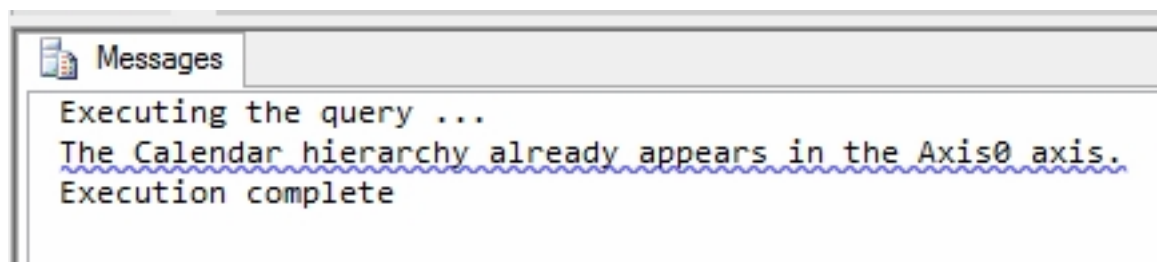 Messages
Executing the query ...
The Calendar hierarchy already appears in the Axis0 axis.
Execution complete